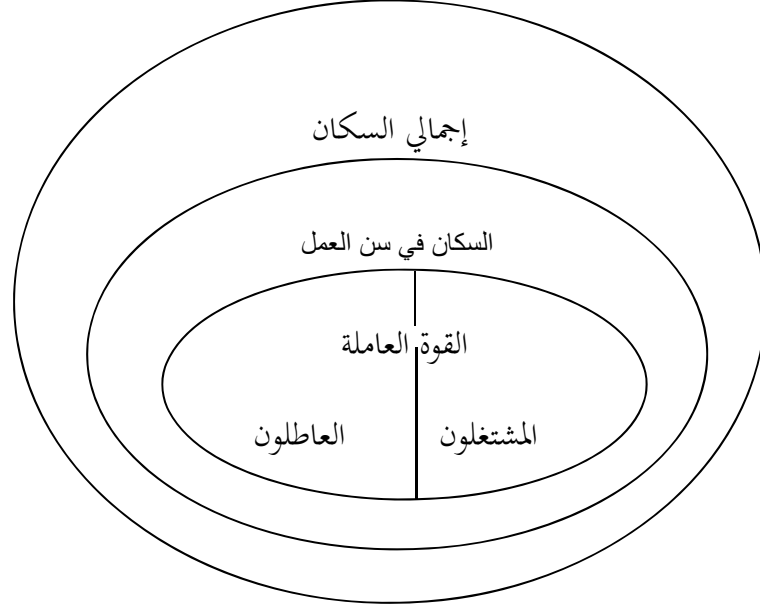 إجمالي السكان
السكان في سن العمل
القوة العاملة
المشتغلون
العاطلون